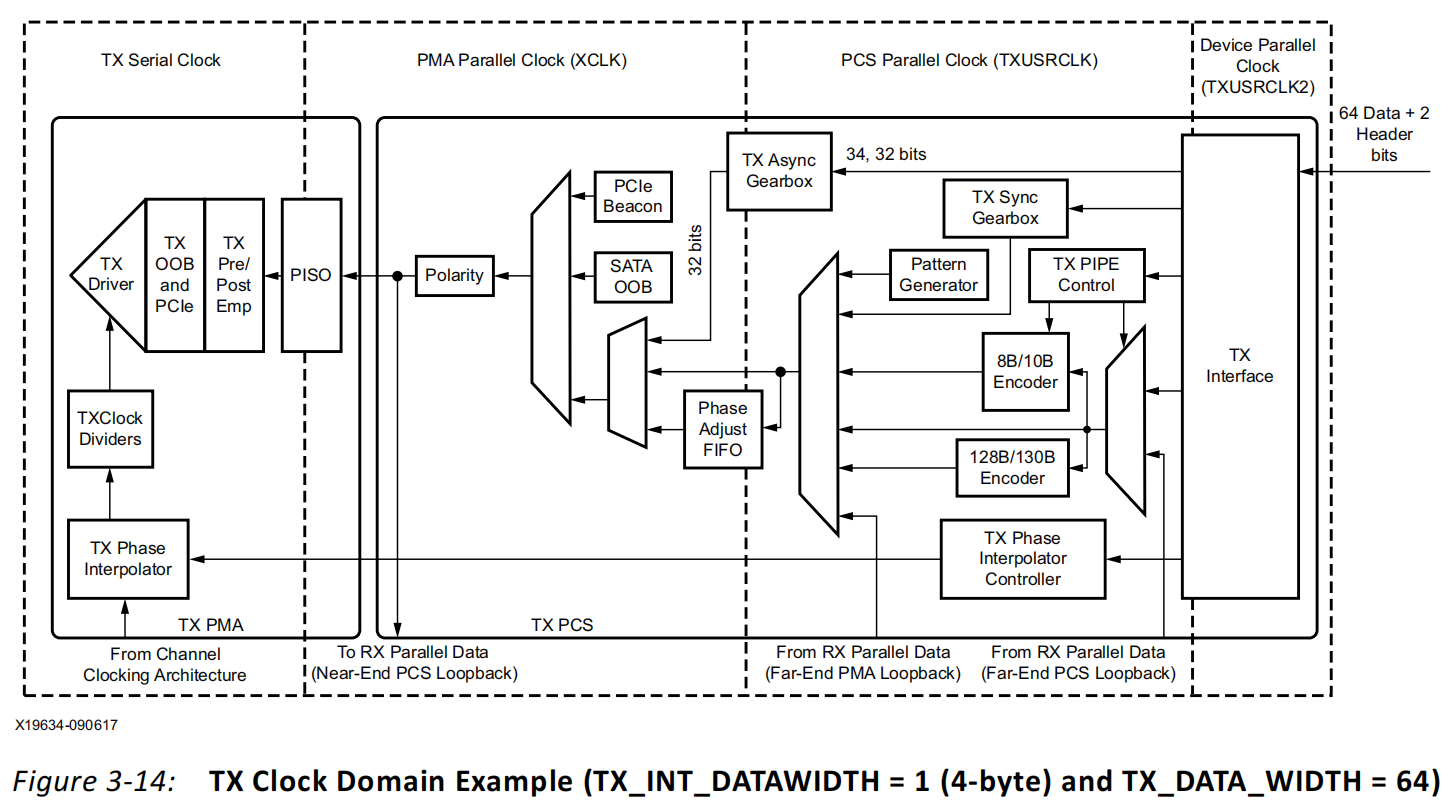 TX Serial Clock
PMA Parallel Clock (XCLK)
PCS Parallel Clock (TXUSRCLK)
Device Parallel
Clock
(TXUSRCLK2)
64 Data + 2
Header
bits
TX Async
Gearbox
34, 32 bits
PCIe
Beacon
TX Sync
Gearbox
32 bits
TX
Driver
TX
OOB
and
PCIe
TX
Pre/
Post
Emp
PISO
Polarity
SATA
OOB
Pattern
Generator
TX PIPE
Control
TX
Interface
8B/10B
Encoder
TXClock
Dividers
Phase
Adjust
FIFO
128B/130B
Encoder
TX Phase
Interpolator
TX Phase
Interpolator
Controller
TX PMA
TX PCS
From Channel
Clocking Architecture
To RX Parallel Data
(Near-End PCS Loopback)
From RX Parallel Data
(Far-End PMA Loopback)
From RX Parallel Data
(Far-End PCS Loopback)
X19634-090617
Figure 3-14: TX Clock Domain Example (TX_INT_DATAWIDTH = 1 (4-byte) and TX_DATA_WIDTH = 64)